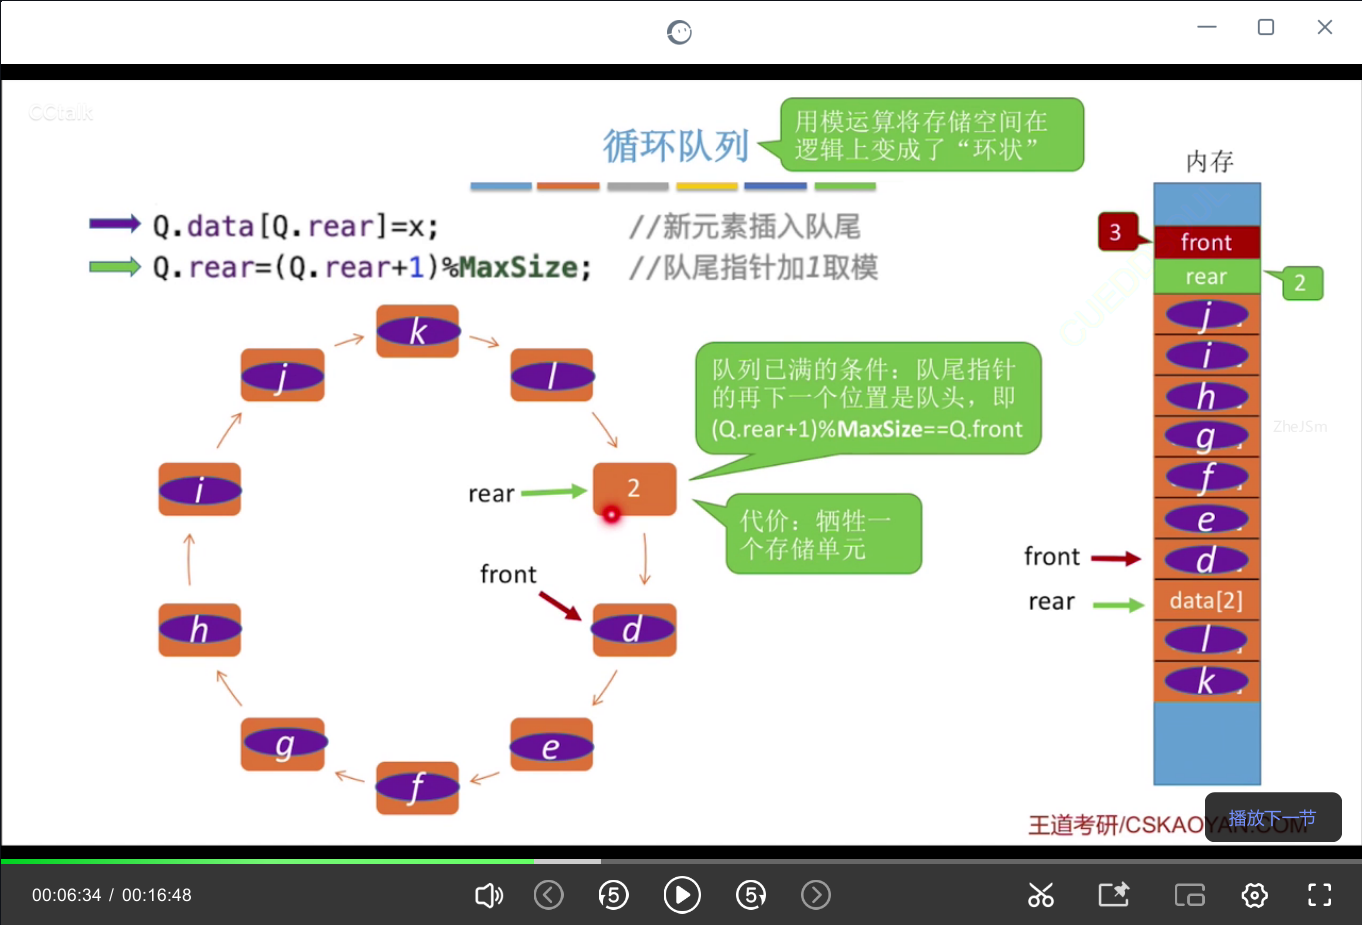 CCtalk
循环队列
用模运算将存储空间在
逻辑上变成了“环状”
内存
Q.data[Q.rear]=x; //新元素插入队尾
Q.rear=(Q.rear+1)%MaxSize; //队尾指针加1取模
3
front
rear
2
k
j
l
i
2
rear
front
d
h
g
e
f
队列已满的条件：队尾指针
的再下一个位置是队头，即
(Q.rear+1)%MaxSize==Q.front
代价：牺牲一
个存储单元
j
i
h
g
f
e
front
d
rear
data[2]
l
k
ZheJSm
王道考研/CSKAOYAN.COM
播放下一节
00:06:34 / 00:16:48
5
5